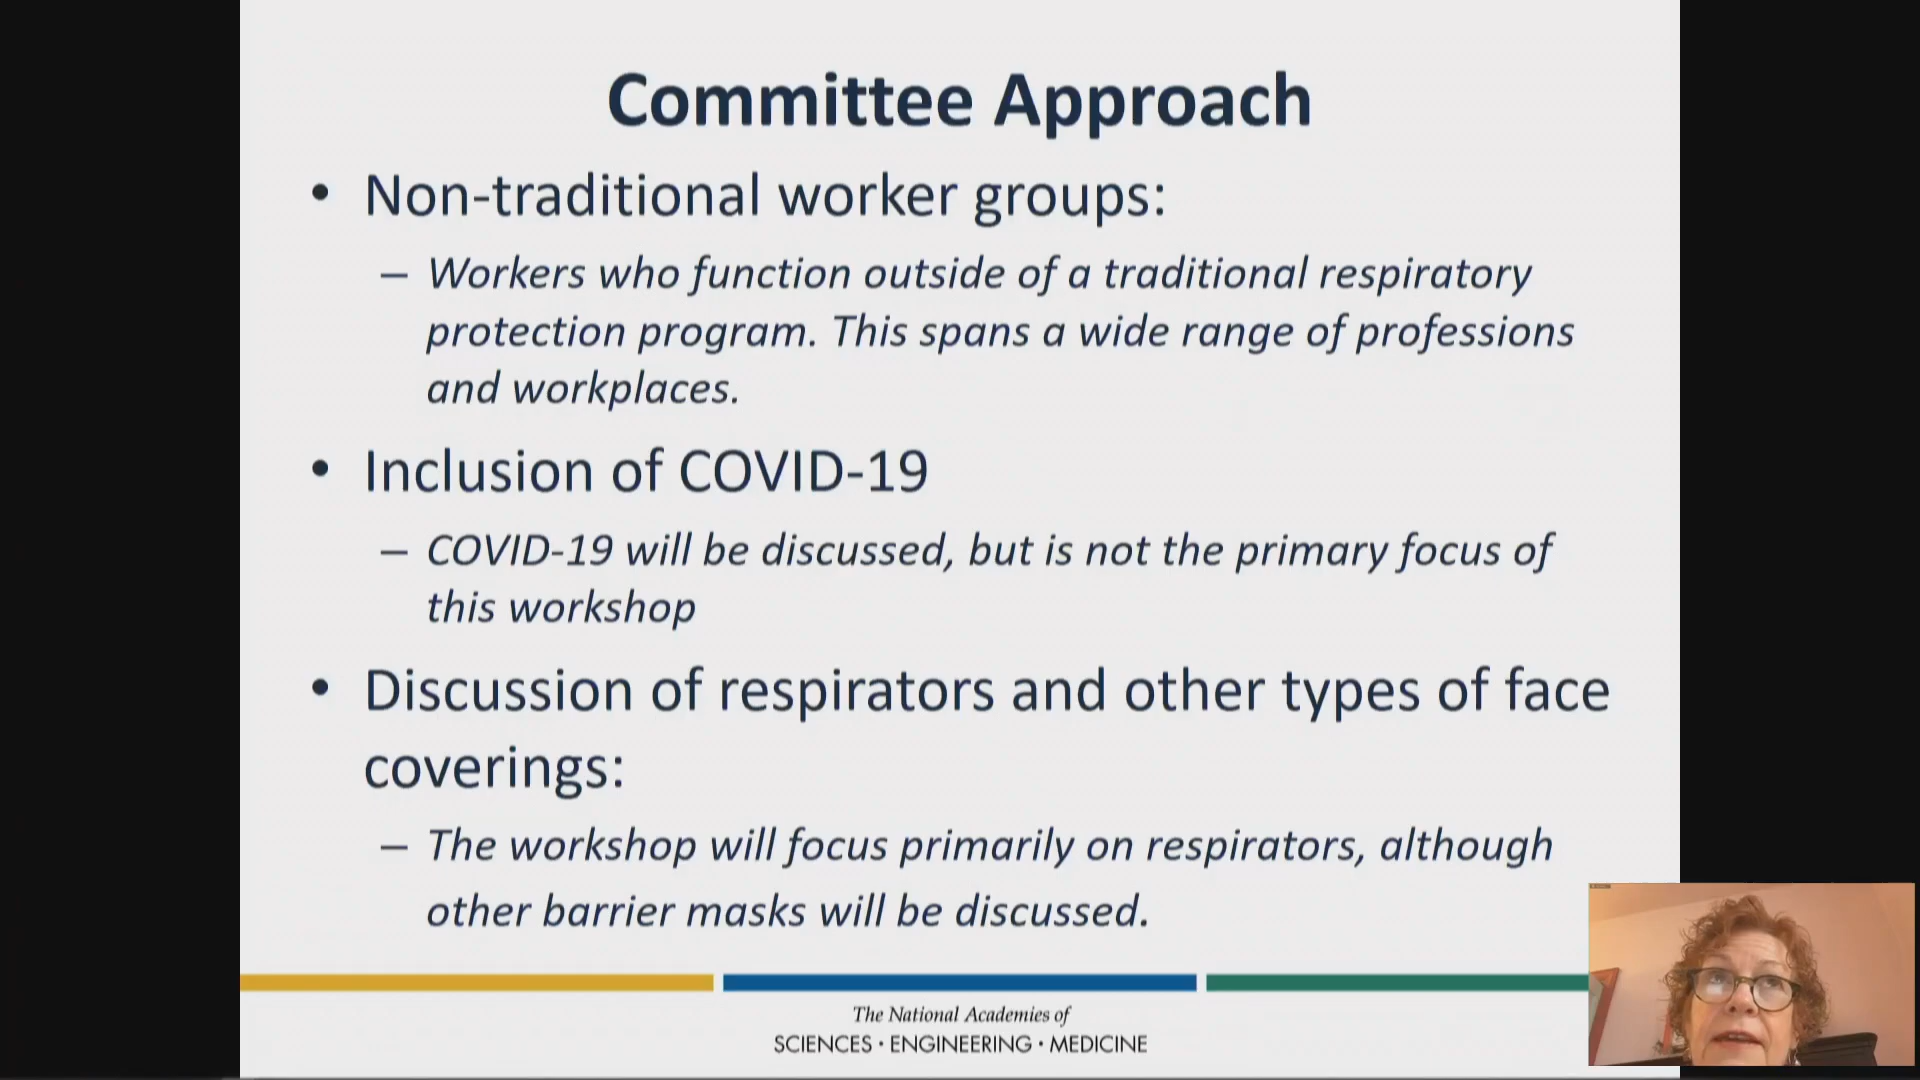 Committee Approach
• Non-traditional worker groups:
– Workers who function outside of a traditional respiratory
protection program. This spans a wide range of professions
and workplaces.
• Inclusion of COVID-19
– COVID-19 will be discussed, but is not the primary focus of
this workshop
• Discussion of respirators and other types of face
coverings:
– The workshop will focus primarily on respirators, although
other barrier masks will be discussed.
The National Academies of
SCIENCES · ENGINEERING · MEDICINE